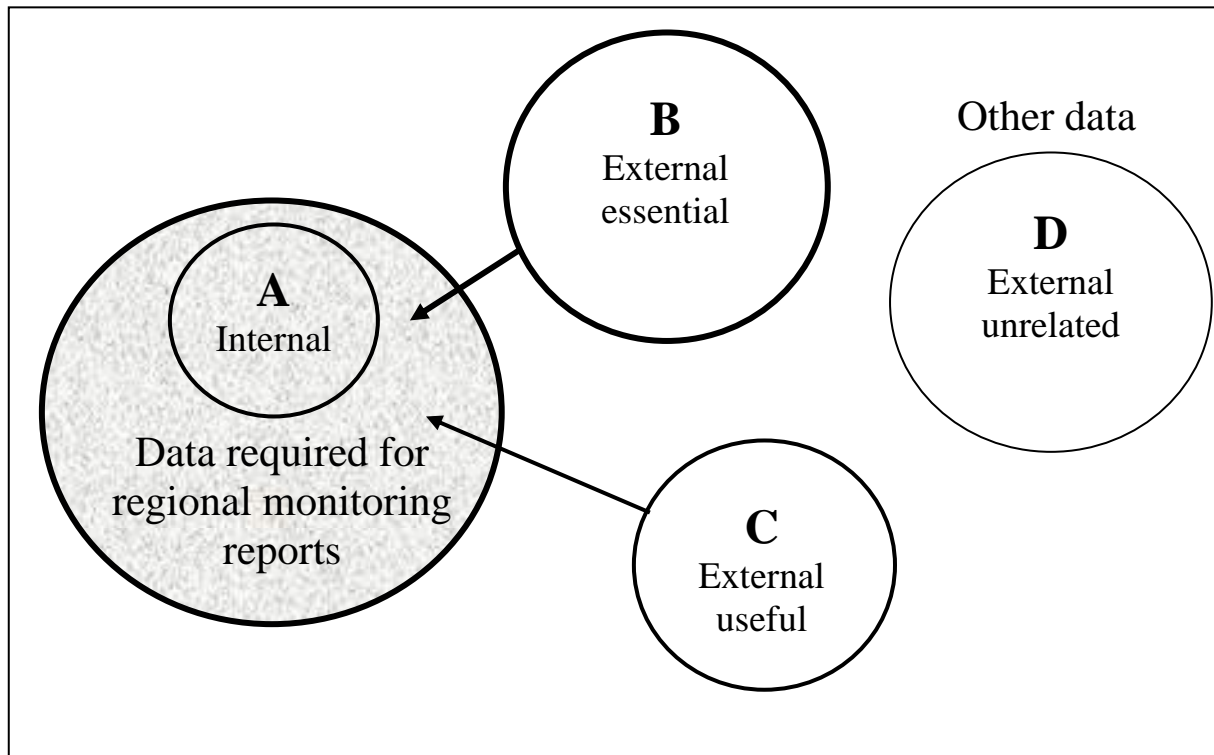 A
Internal
Data required for
regional monitoring
reports
B
External
essential
C
External
useful
Other data
D
External
unrelated